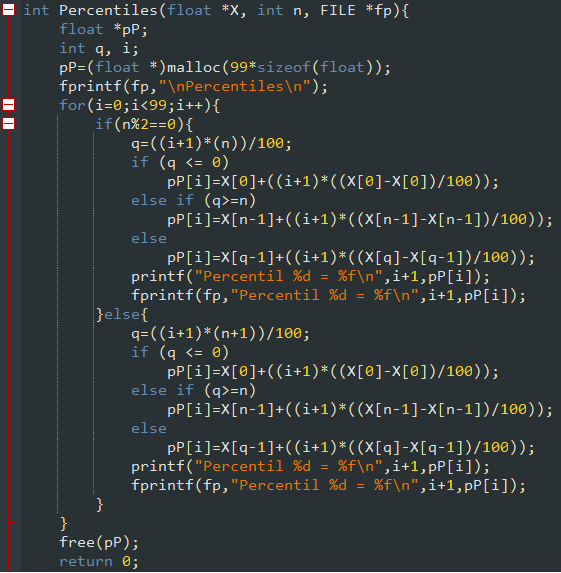 int Percentiles(float *X, int n, FILE *fp){
    float *pP;
    int q, i;
    pP=(float *)malloc(99*sizeof(float));
    fprintf(fp,"\nPercentiles\n");
    for(i=0;i<99;i++){
        if(n%2==0){
            q=((i+1)*(n))/100;
            if (q <= 0)
                pP[i]=X[0]+((i+1)*((X[0]-X[0])/100));
            else if (q>=n)
                pP[i]=X[n-1]+((i+1)*((X[n-1]-X[n-1])/100));
            else
                pP[i]=X[q-1]+((i+1)*((X[q]-X[q-1])/100));
            printf("Percentil %d = %f\n",i+1,pP[i]);
            fprintf(fp,"Percentil %d = %f\n",i+1,pP[i]);
        }else{
            q=((i+1)*(n+1))/100;
            if (q <= 0)
                pP[i]=X[0]+((i+1)*((X[0]-X[0])/100));
            else if (q>=n)
                pP[i]=X[n-1]+((i+1)*((X[n-1]-X[n-1])/100));
            else
                pP[i]=X[q-1]+((i+1)*((X[q]-X[q-1])/100));
            printf("Percentil %d = %f\n",i+1,pP[i]);
            fprintf(fp,"Percentil %d = %f\n",i+1,pP[i]);
        }
    }
    free(pP);
    return 0;